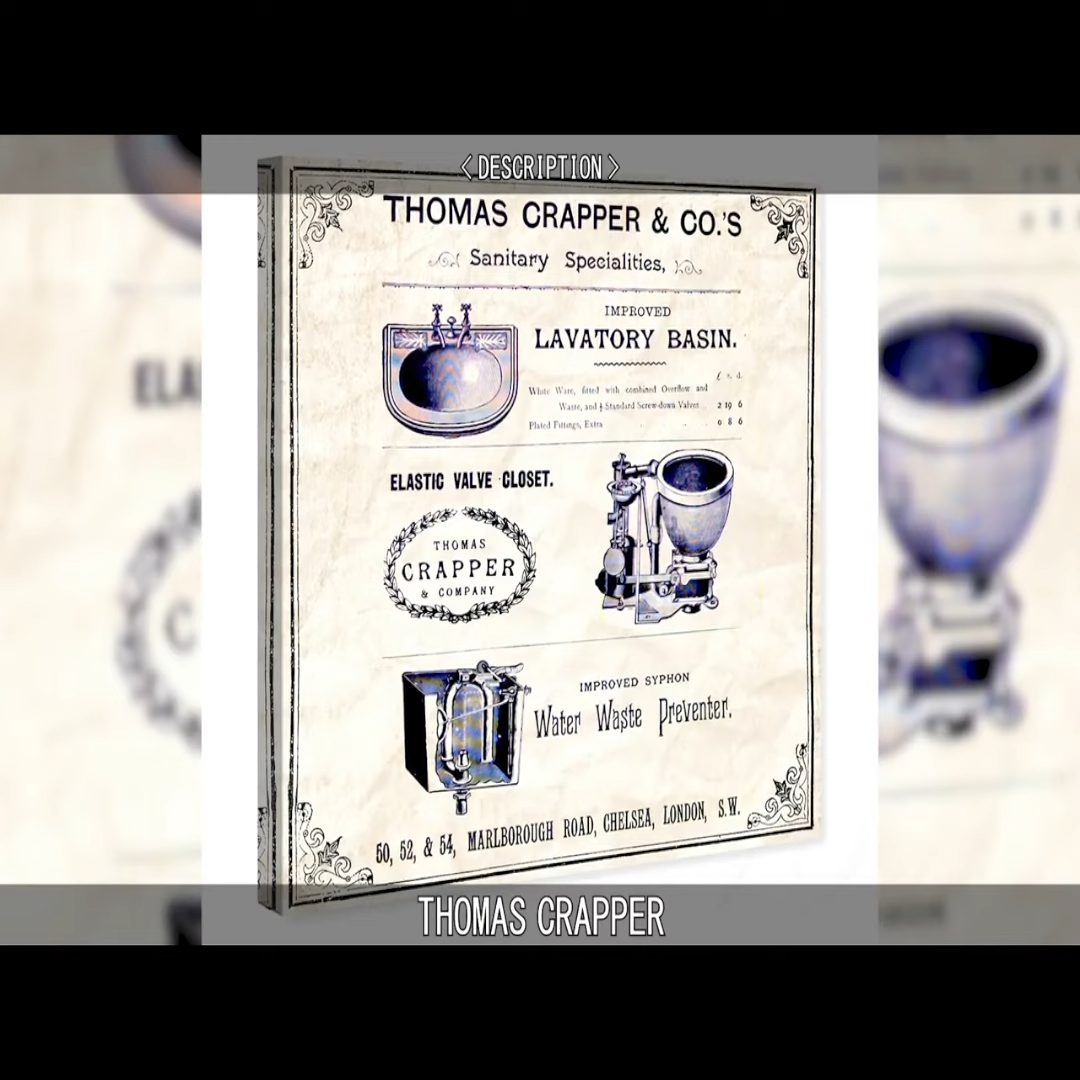 〈DESCRIPTION〉
THOMAS CRAPPER & CO.'S
Sanitary Specialities,
IMPROVED
LAVATORY BASIN.
£ s. d.
White Ware, fitted with combined Overflow and
Waste, and ½ Standard Screw-down Valves... 2 19 6
Plated Fittings, Extra . . . . 0 8 6
ELASTIC VALVE CLOSET.
THOMAS
CRAPPER
& COMPANY
IMPROVED SYPHON
Water Waste Preventer.
50, 52, & 54, MARLBOROUGH ROAD, CHELSEA, LONDON, S.W.
THOMAS CRAPPER